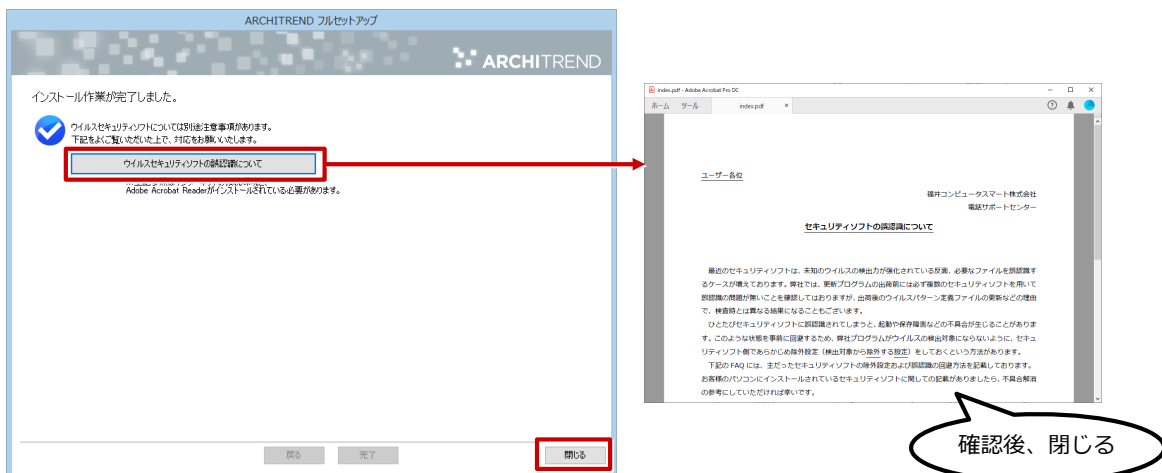 ARCHITREND フルセットアップ
ARCHITREND
インストール作業が完了しました。
ウイルスセキュリティソフトについては別途注意事項があります。
下記をよくご覧いただいた上で、対応をお願いいたします。
ウイルスセキュリティソフトの誤認識について
Adobe Acrobat Readerがインストールされている必要があります。
戻る 完了 閉じる
index.pdf - Adobe Acrobat Pro DC
ホーム ツール index.pdf ×
ユーザー各位
福井コンピュータスマート株式会社
電話サポートセンター
セキュリティソフトの誤認識について
最近のセキュリティソフトは、未知のウイルスの検出力が強化されている反面、必要なファイルを誤認識す
るケースが増えております。弊社では、更新プログラムの出荷前には必ず複数のセキュリティソフトを用いて
誤認識の問題が無いことを確認してはおりますが、出荷後のウイルスパターン定義ファイルの更新などの理由
で、検査時とは異なる結果になることもございます。
ひとたびセキュリティソフトに誤認識されてしまうと、起動や保存障害などの不具合が生じることがありま
す。このような状態を事前に回避するため、弊社プログラムがウイルスの検出対象にならないように、セキュ
リティソフト側であらかじめ除外設定（検出対象から除外する設定）をしておくという方法があります。
下記の FAQ には、主だったセキュリティソフトの除外設定および誤認識の回避方法を記載しております。
お客様のパソコンにインストールされているセキュリティソフトに関しての記載がありましたら、不具合解消
の参考にしていただければ幸いです。
確認後、閉じる